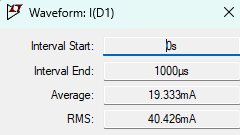 Waveform: I(D1)
Interval Start: 0s
Interval End: 1000µs
Average: 19.333mA
RMS: 40.426mA